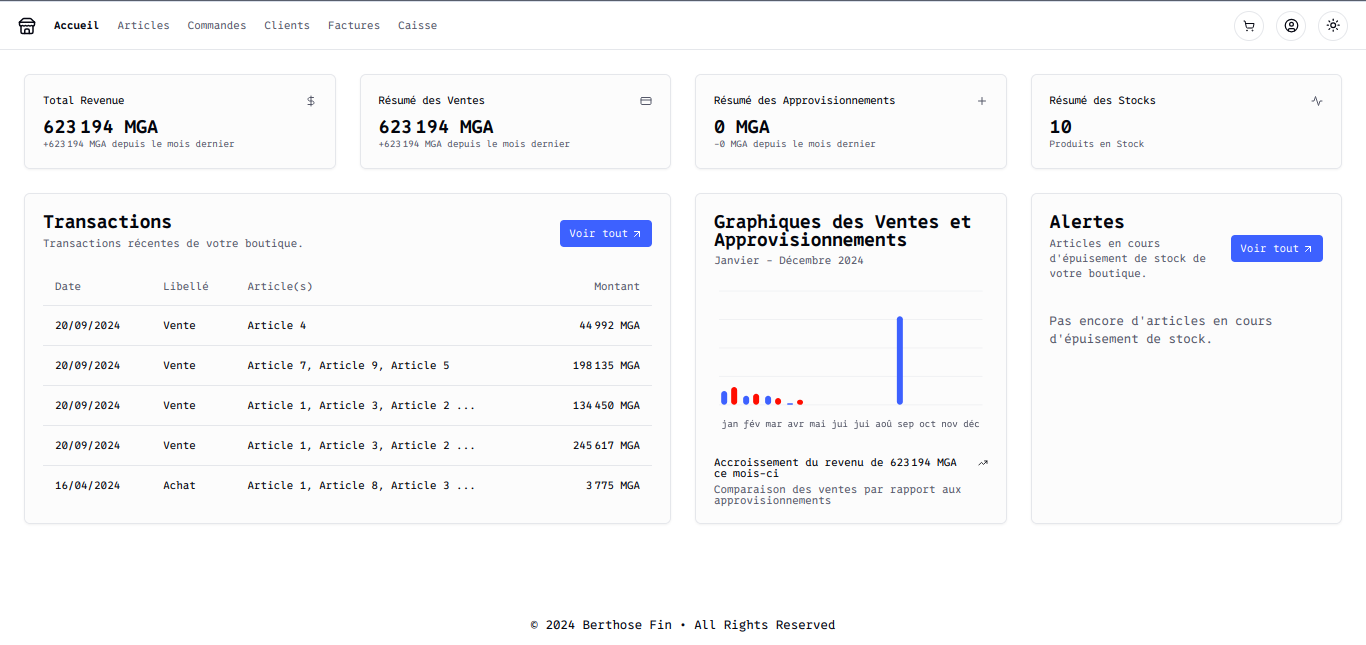 Accueil Articles Commandes Clients Factures Caisse
Total Revenue
623 194 MGA
+623 194 MGA depuis le mois dernier
Résumé des Ventes
623 194 MGA
+623 194 MGA depuis le mois dernier
Résumé des Approvisionnements
0 MGA
-0 MGA depuis le mois dernier
Résumé des Stocks
10
Produits en Stock
Transactions
Transactions récentes de votre boutique.
Voir tout
Date Libellé Article(s) Montant
20/09/2024 Vente Article 4 44 992 MGA
20/09/2024 Vente Article 7, Article 9, Article 5 198 135 MGA
20/09/2024 Vente Article 1, Article 3, Article 2 ... 134 450 MGA
20/09/2024 Vente Article 1, Article 3, Article 2 ... 245 617 MGA
16/04/2024 Achat Article 1, Article 8, Article 3 ... 3 775 MGA
Graphiques des Ventes et
Approvisionnements
Janvier - Décembre 2024
jan fév mar avr mai jui jui aoû sep oct nov déc
Accroissement du revenu de 623 194 MGA
ce mois-ci
Comparaison des ventes par rapport aux
approvisionnements
Alertes
Articles en cours
d'épuisement de stock de
votre boutique.
Voir tout
Pas encore d'articles en cours
d'épuisement de stock.
© 2024 Berthose Fin • All Rights Reserved